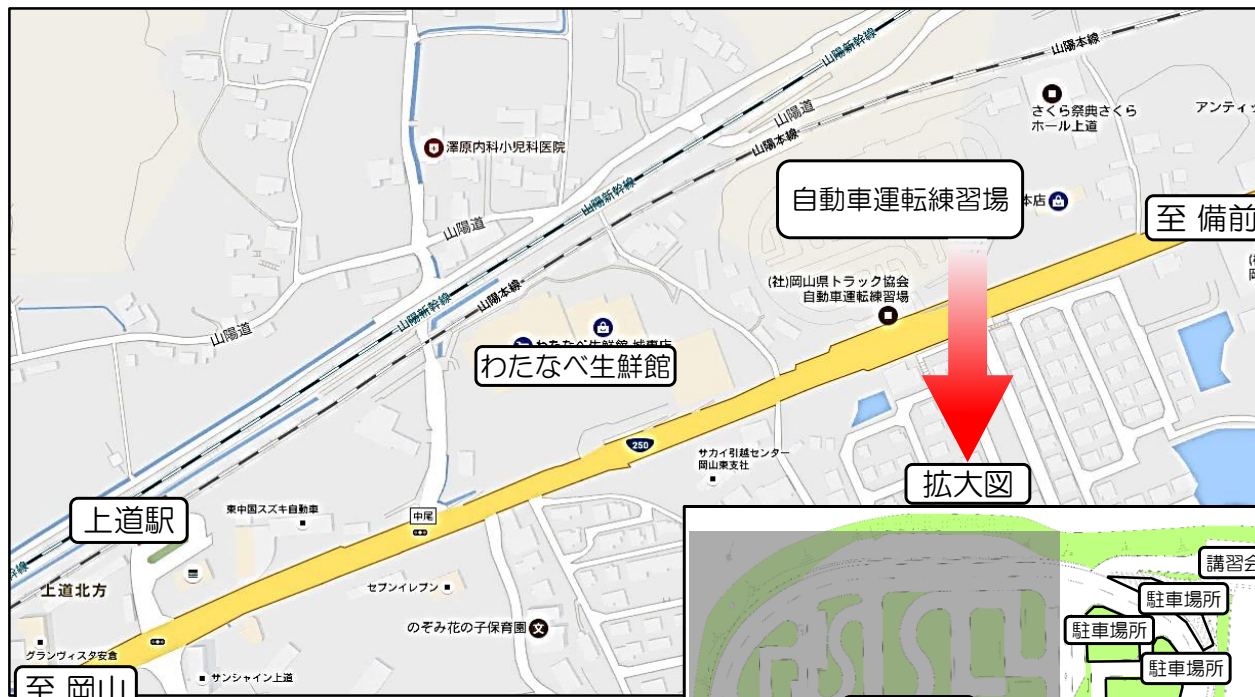 山陽新幹線
山陽本線
さくら祭典さくら
ホール上道
アンティッ
山陽道
山陽本線
澤原内科小児科医院
自動車運転練習場
本店
至 備前
山陽新幹線
山陽道
(社)岡山県トラック協会
自動車運転練習場
山陽本線
山陽新幹線
山陽道
わたなべ生鮮館
250
サカイ引越センター
岡山東支社
拡大図
上道駅
東中国スズキ自動車
中尾
講習会
駐車場所
駐車場所
駐車場所
幹線
上道北方
セブンイレブン
のぞみ花の子保育園
文
グランヴィスタ安倉
サンシャイン上道
至 岡山